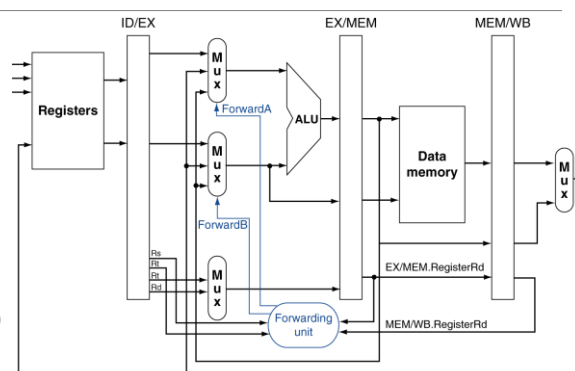 ID/EX
EX/MEM
MEM/WB
M
u
x
ForwardA
Registers
ALU
M
u
x
Data
memory
M
u
x
ForwardB
Rs
Rt
Rt
Rd
M
u
x
EX/MEM.RegisterRd
Forwarding
unit
MEM/WB.RegisterRd